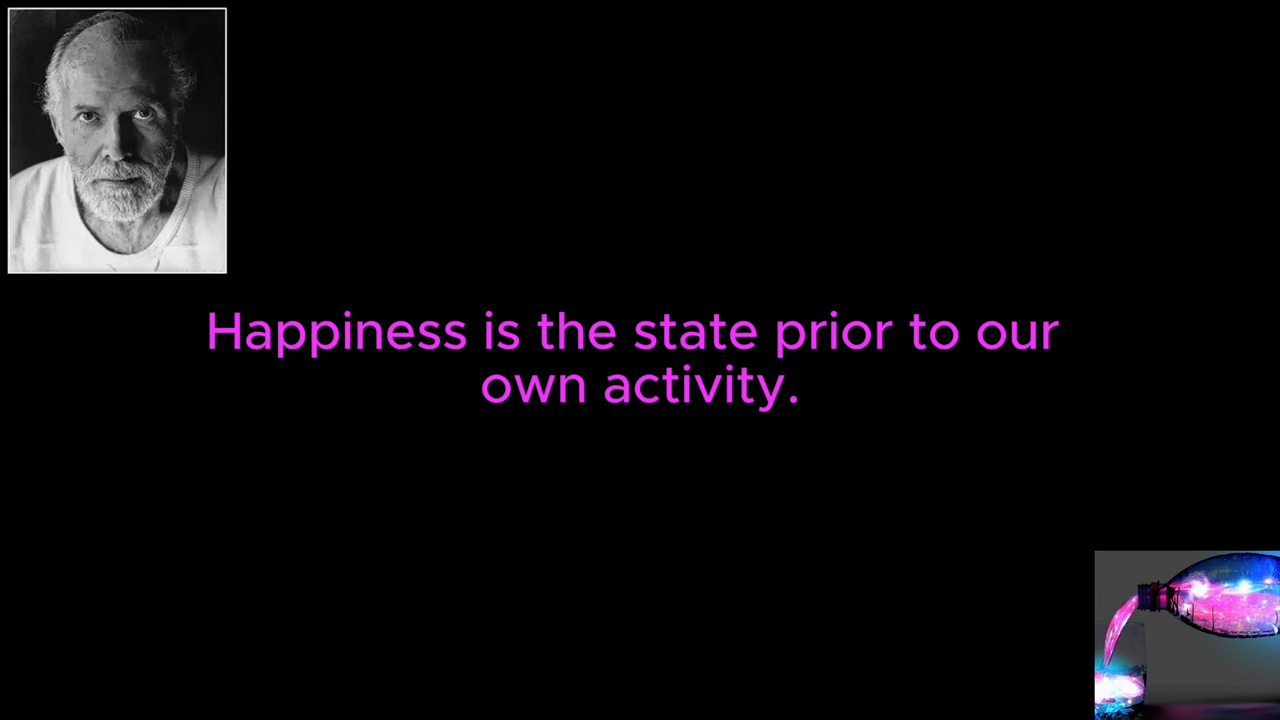 Happiness is the state prior to our
own activity.